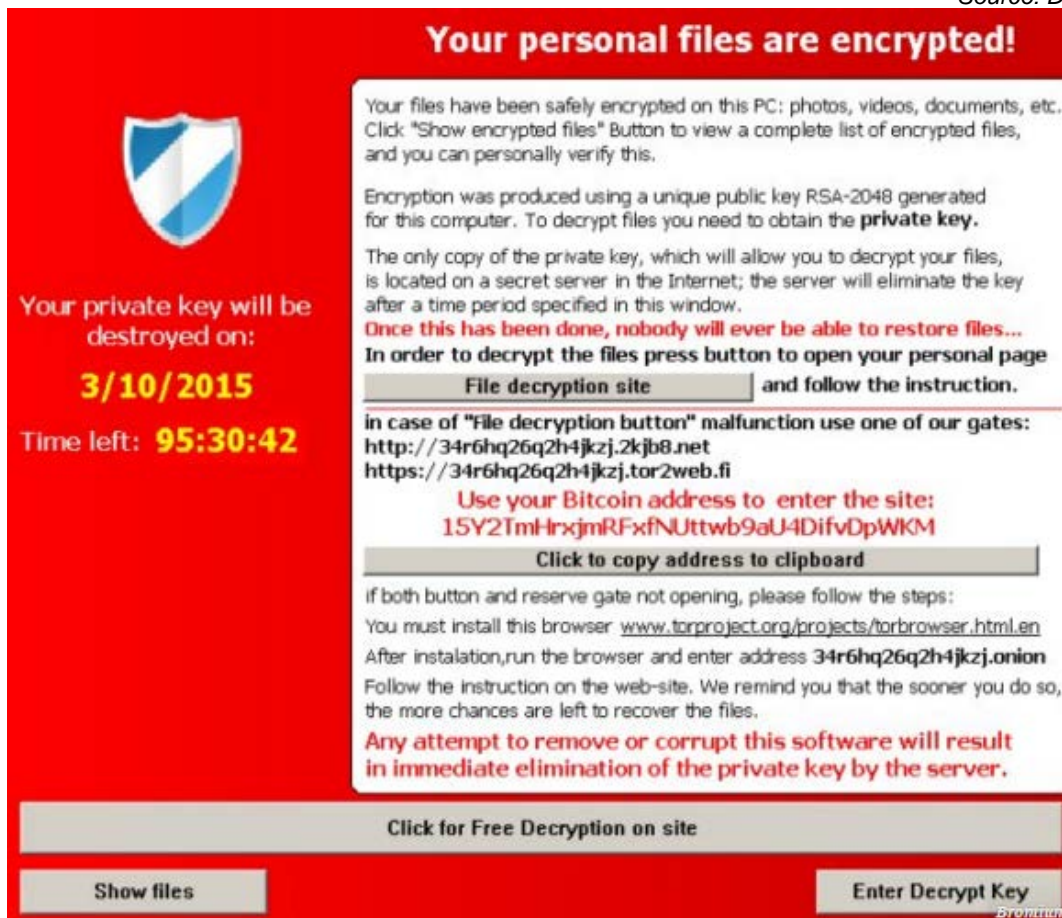 Source: D
Your personal files are encrypted!
Your files have been safely encrypted on this PC: photos, videos, documents, etc.
Click "Show encrypted files" Button to view a complete list of encrypted files,
and you can personally verify this.
Encryption was produced using a unique public key RSA-2048 generated
for this computer. To decrypt files you need to obtain the private key.
The only copy of the private key, which will allow you to decrypt your files,
is located on a secret server in the Internet; the server will eliminate the key
after a time period specified in this window.
Once this has been done, nobody will ever be able to restore files...
In order to decrypt the files press button to open your personal page
File decryption site
and follow the instruction.
in case of "File decryption button" malfunction use one of our gates:
http://34r6hq26q2h4jkzj.2kjb8.net
https://34r6hq26q2h4jkzj.tor2web.fi
Use your Bitcoin address to enter the site:
15Y2TmHrxjmRFxfNUttwb9aU4DifvDpWKM
Click to copy address to clipboard
if both button and reserve gate not opening, please follow the steps:
You must install this browser www.torproject.org/projects/torbrowser.html.en
After instalation,run the browser and enter address 34r6hq26q2h4jkzj.onion
Follow the instruction on the web-site. We remind you that the sooner you do so,
the more chances are left to recover the files.
Any attempt to remove or corrupt this software will result
in immediate elimination of the private key by the server.
Your private key will be
destroyed on:
3/10/2015
Time left: 95:30:42
Click for Free Decryption on site
Show files
Enter Decrypt Key